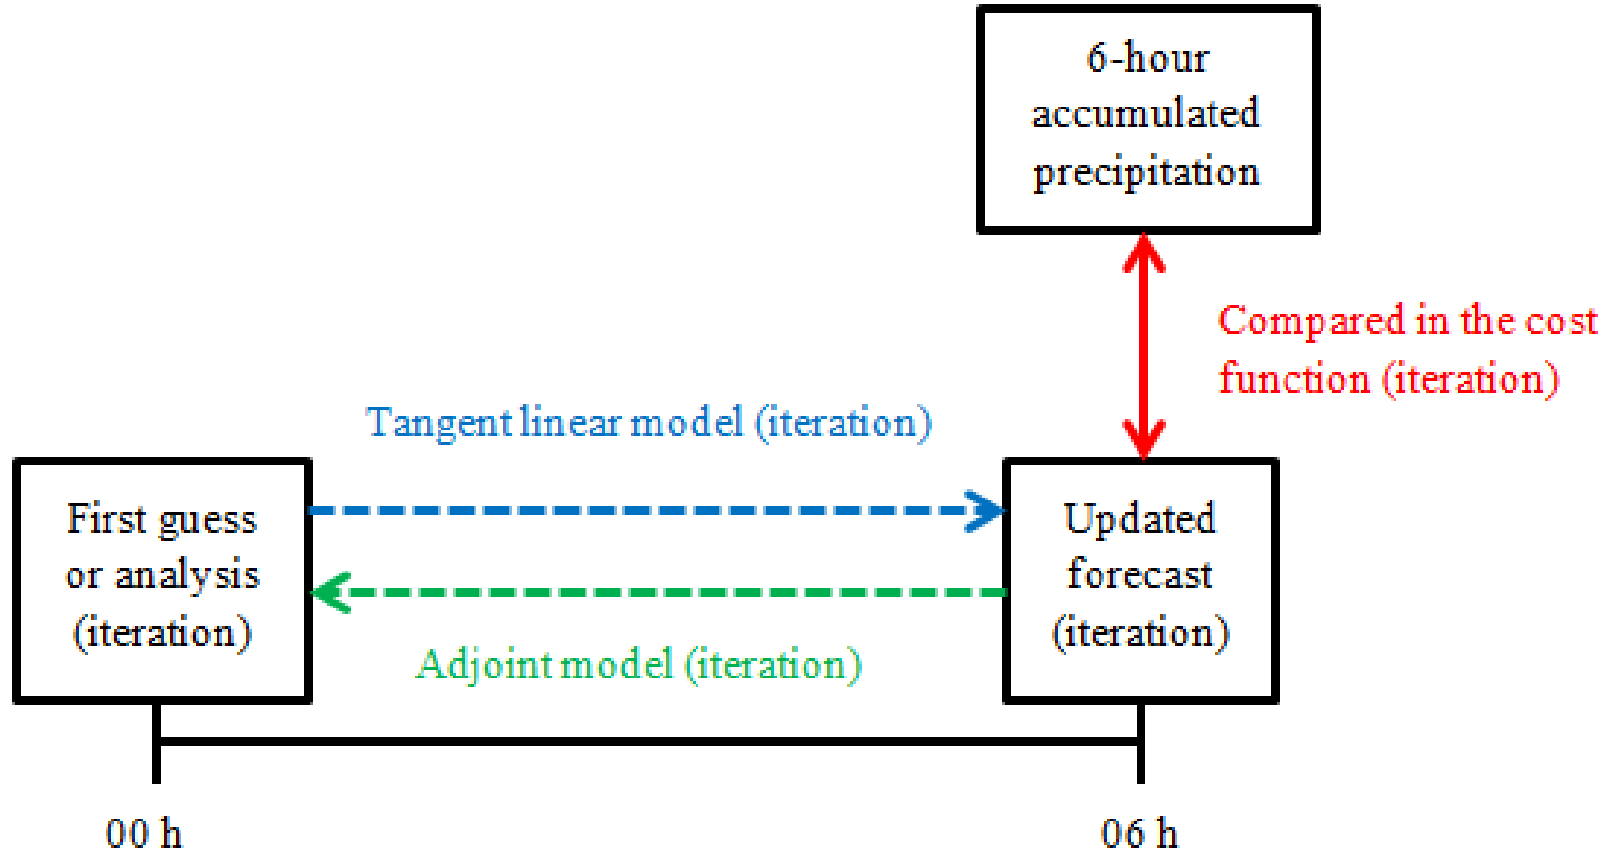 6-hour
accumulated
precipitation
Compared in the cost
function (iteration)
Tangent linear model (iteration)
First guess
or analysis
(iteration)
Updated
forecast
(iteration)
Adjoint model (iteration)
00 h
06 h